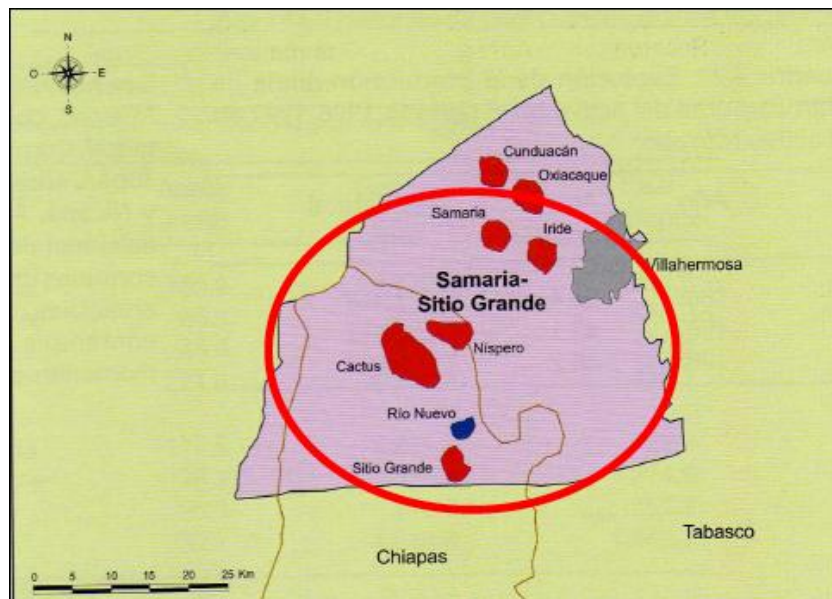 N
O
E
S
Cunduacán
Oxiacaque
Samaria
Iride
Villahermosa
Samaria-
Sitio Grande
Níspero
Cactus
Río Nuevo
Sitio Grande
Tabasco
Chiapas
0 5 10 15 20 25 Km